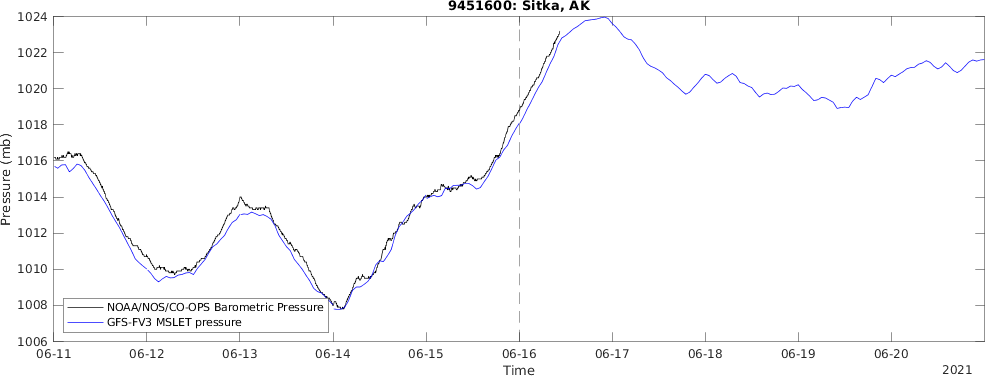 9451600: Sitka, AK
Pressure (mb)
1024
1022
1020
1018
1016
1014
1012
1010
1008
1006
NOAA/NOS/CO-OPS Barometric Pressure
GFS-FV3 MSLET pressure
06-11 06-12 06-13 06-14 06-15 06-16 06-17 06-18 06-19 06-20
Time
2021